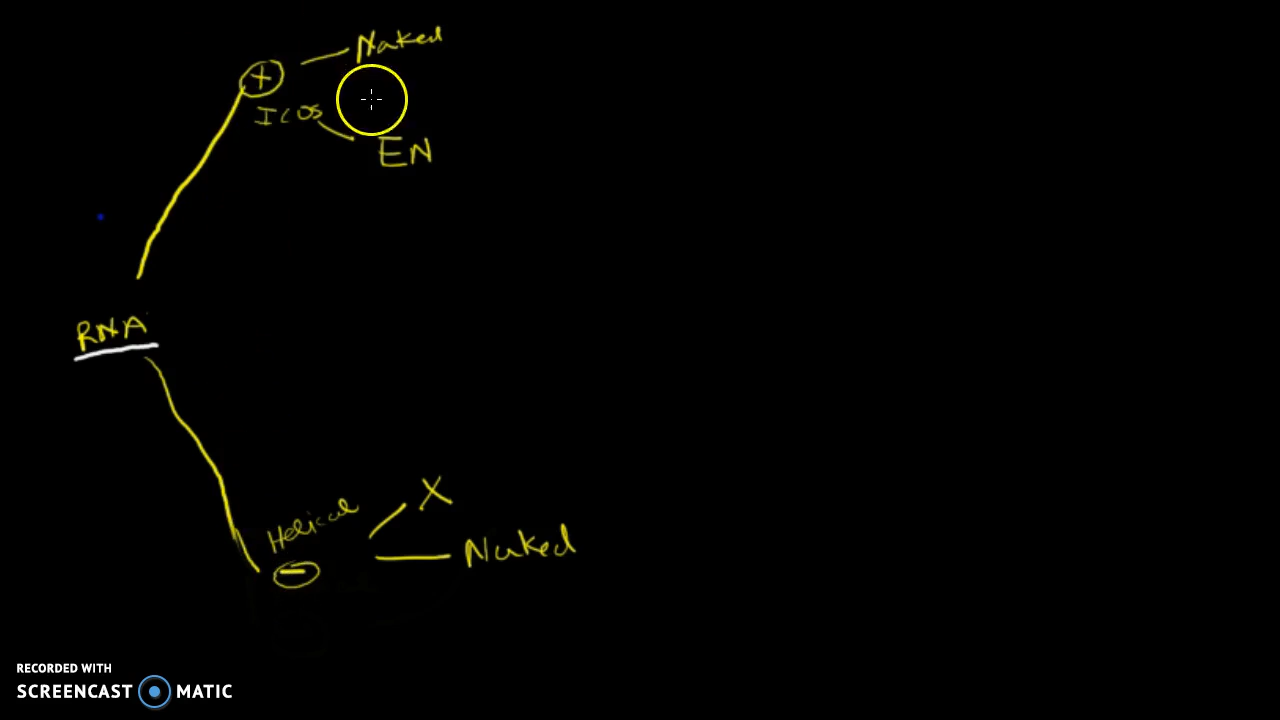 Naked
+
ICOS
EN
RNA
Helical
X
Naked
−
RECORDED WITH
SCREENCAST MATIC